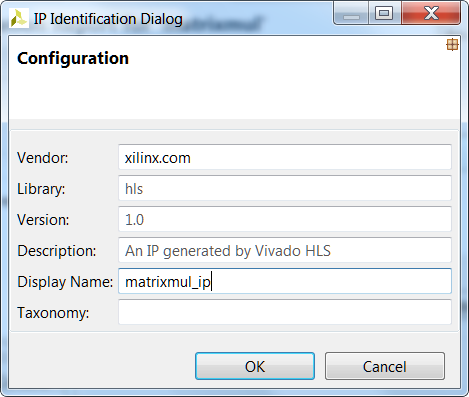 IP Identification Dialog
Configuration
Vendor: xilinx.com
Library: hls
Version: 1.0
Description: An IP generated by Vivado HLS
Display Name: matrixmul_ip
Taxonomy:
OK Cancel